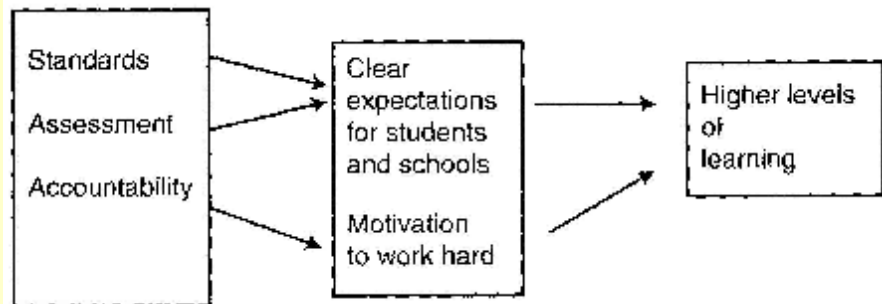 Standards
Assessment
Accountability
Clear
expectations
for students
and schools
Motivation
to work hard
Higher levels
of
learning